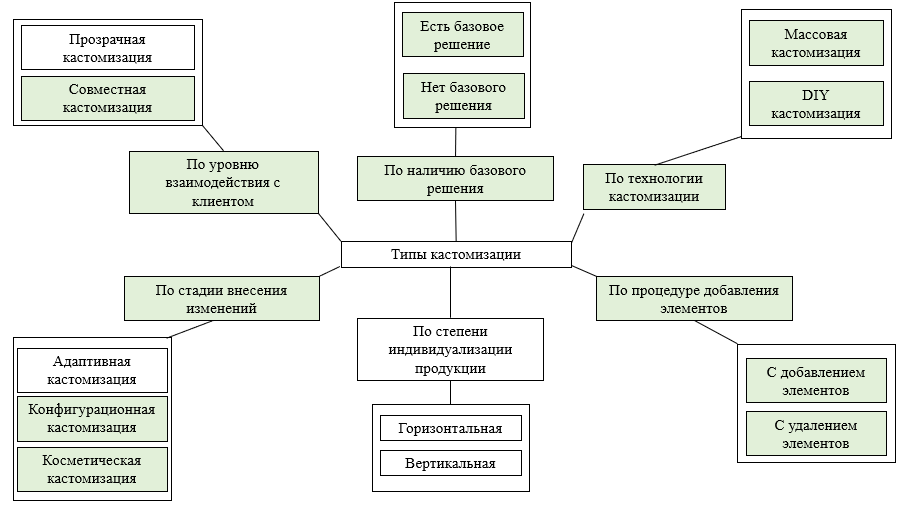 Прозрачная
кастомизация
Совместная
кастомизация
Есть базовое
решение
Нет базового
решения
Массовая
кастомизация
DIY
кастомизация
По уровню
взаимодействия с
клиентом
По наличию базового
решения
По технологии
кастомизации
Типы кастомизации
По стадии внесения
изменений
По степени
индивидуализации
продукции
По процедуре добавления
элементов
Адаптивная
кастомизация
Конфигурационная
кастомизация
Косметическая
кастомизация
Горизонтальная
Вертикальная
С добавлением
элементов
С удалением
элементов